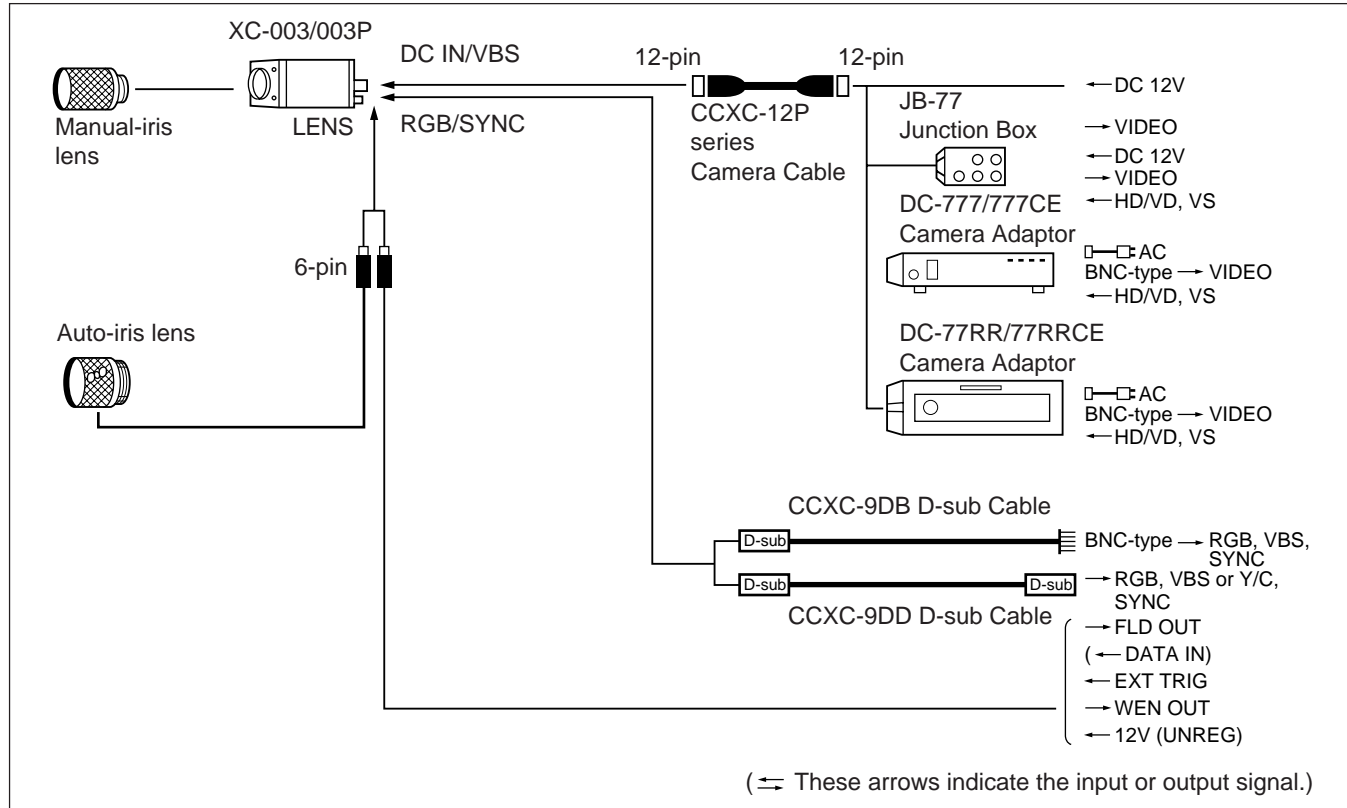 XC-003/003P
DC IN/VBS
12-pin
12-pin
← DC 12V
Manual-iris
lens
LENS
RGB/SYNC
CCXC-12P
series
Camera Cable
JB-77
Junction Box
→ VIDEO
← DC 12V
→ VIDEO
← HD/VD, VS
DC-777/777CE
Camera Adaptor
AC
BNC-type → VIDEO
← HD/VD, VS
6-pin
Auto-iris lens
DC-77RR/77RRCE
Camera Adaptor
AC
BNC-type → VIDEO
← HD/VD, VS
CCXC-9DB D-sub Cable
D-sub
BNC-type → RGB, VBS,
SYNC
D-sub
D-sub
→ RGB, VBS or Y/C,
SYNC
CCXC-9DD D-sub Cable
→ FLD OUT
( ← DATA IN)
← EXT TRIG
→ WEN OUT
← 12V (UNREG)
( ⇆ These arrows indicate the input or output signal.)